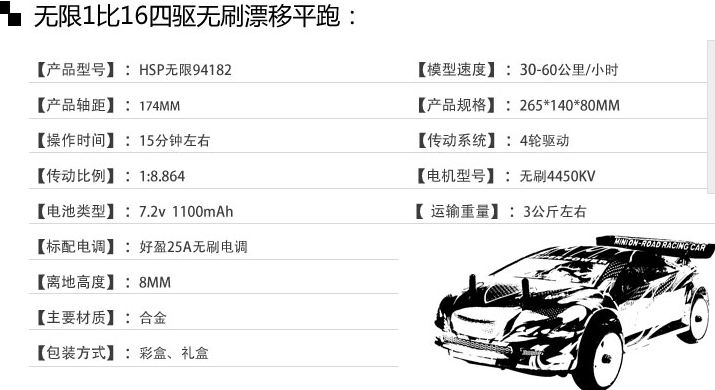 无限1比16四驱无刷漂移平跑：
【产品型号】：HSP无限94182
【模型速度】：30-60公里/小时
【产品轴距】：174MM
【产品规格】：265*140*80MM
【操作时间】：15分钟左右
【传动系统】：4轮驱动
【传动比例】：1:8.864
【电机型号】：无刷4450KV
【电池类型】：7.2v 1100mAh
【 运输重量】：3公斤左右
【标配电调】：好盈25A无刷电调
【离地高度】：8MM
【主要材质】：合金
【包装方式】：彩盒、礼盒
MINION-ROAD RACING CAR